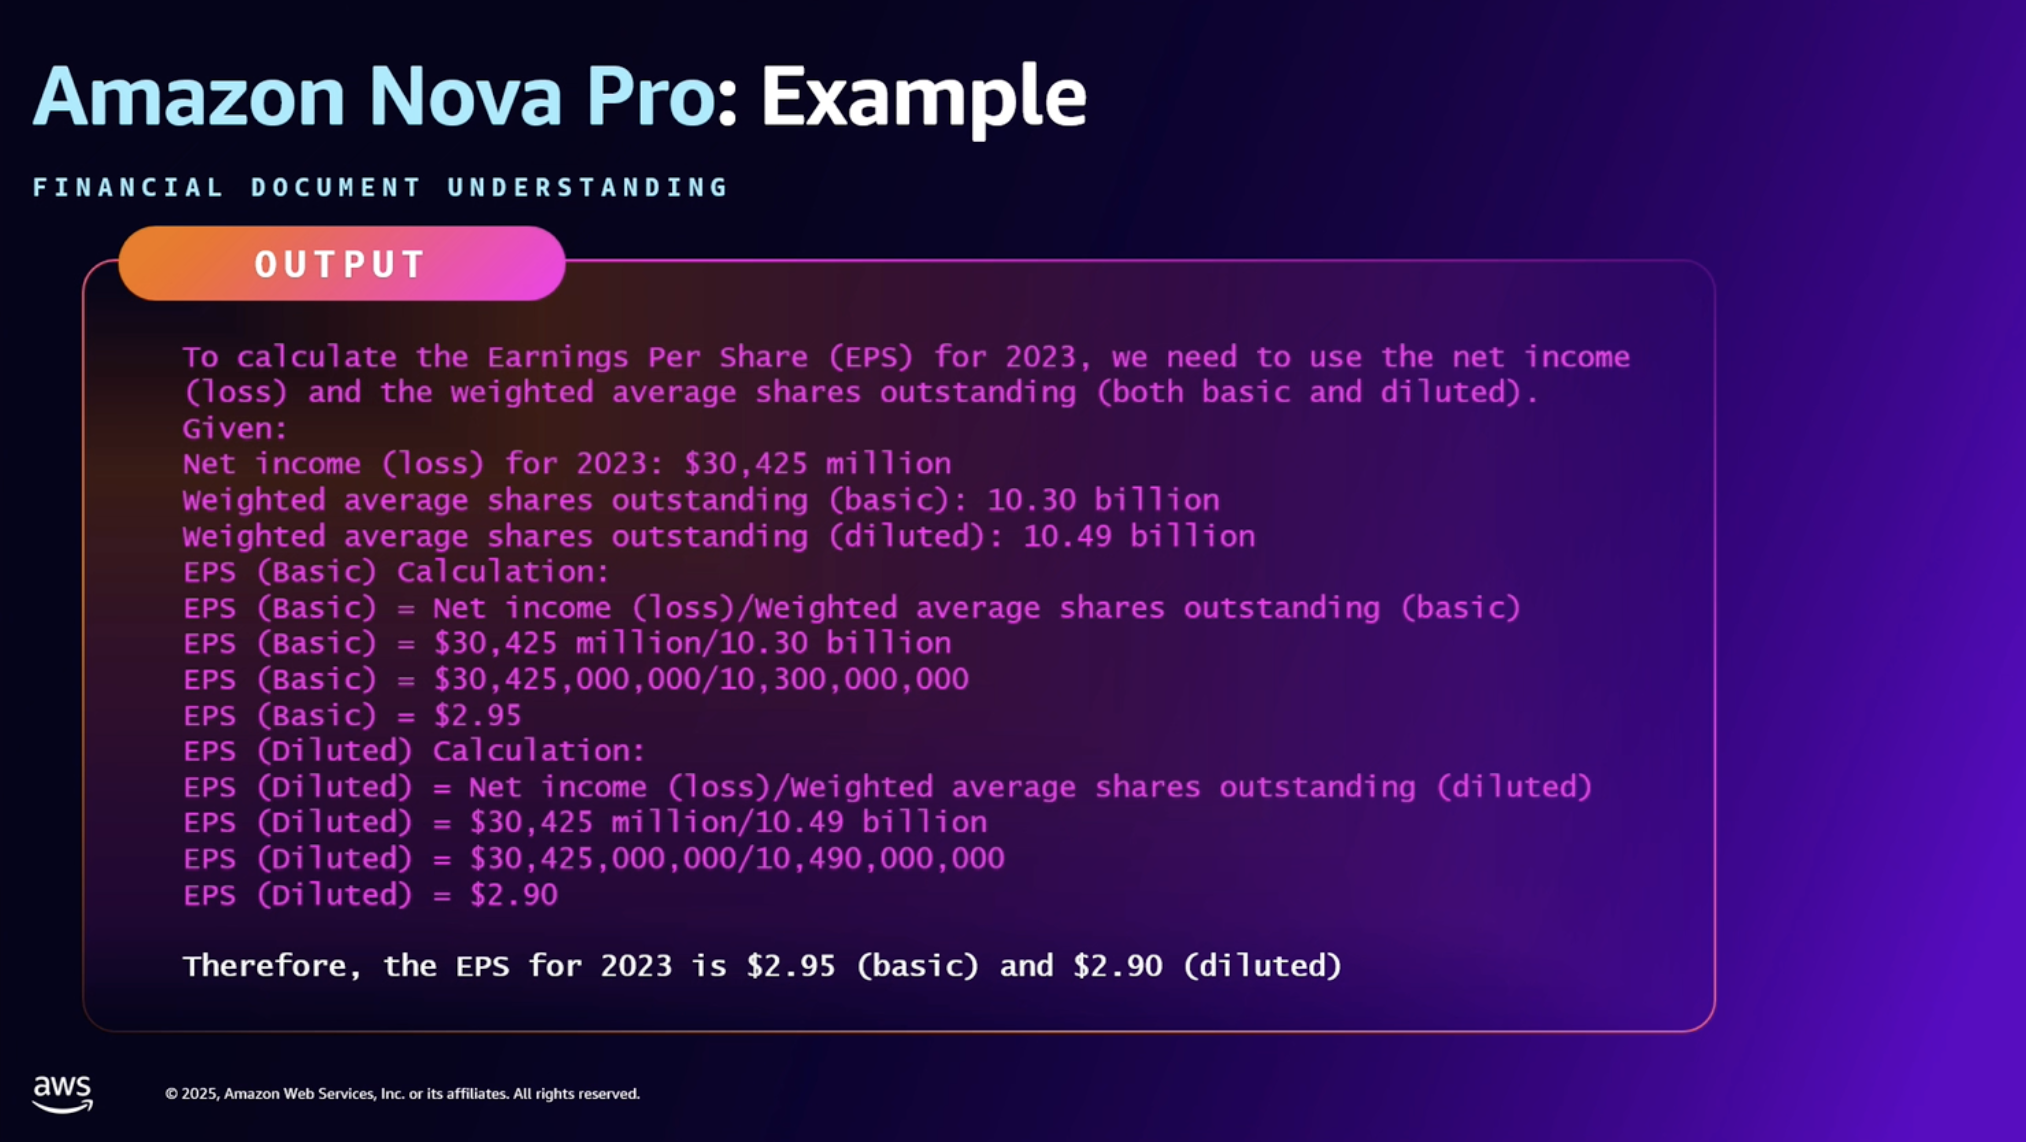 Amazon Nova Pro: Example
FINANCIAL DOCUMENT UNDERSTANDING
OUTPUT
To calculate the Earnings Per Share (EPS) for 2023, we need to use the net income
(loss) and the weighted average shares outstanding (both basic and diluted).
Given:
Net income (loss) for 2023: $30,425 million
Weighted average shares outstanding (basic): 10.30 billion
Weighted average shares outstanding (diluted): 10.49 billion
EPS (Basic) Calculation:
EPS (Basic) = Net income (loss)/Weighted average shares outstanding (basic)
EPS (Basic) = $30,425 million/10.30 billion
EPS (Basic) = $30,425,000,000/10,300,000,000
EPS (Basic) = $2.95
EPS (Diluted) Calculation:
EPS (Diluted) = Net income (loss)/Weighted average shares outstanding (diluted)
EPS (Diluted) = $30,425 million/10.49 billion
EPS (Diluted) = $30,425,000,000/10,490,000,000
EPS (Diluted) = $2.90
Therefore, the EPS for 2023 is $2.95 (basic) and $2.90 (diluted)
aws
© 2025, Amazon Web Services, Inc. or its affiliates. All rights reserved.